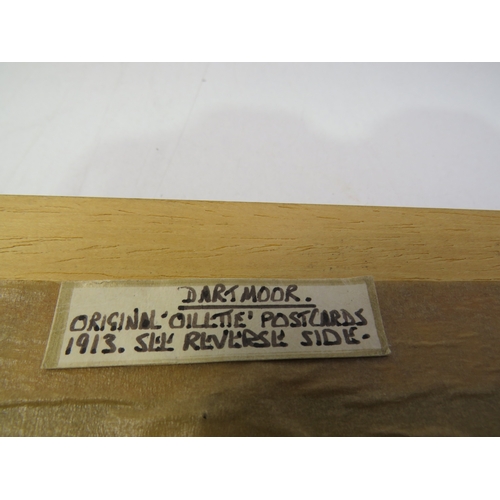 DARTMOOR.
ORIGINAL 'OILETTE' POSTCARDS
1913. SEE REVERSE SIDE.